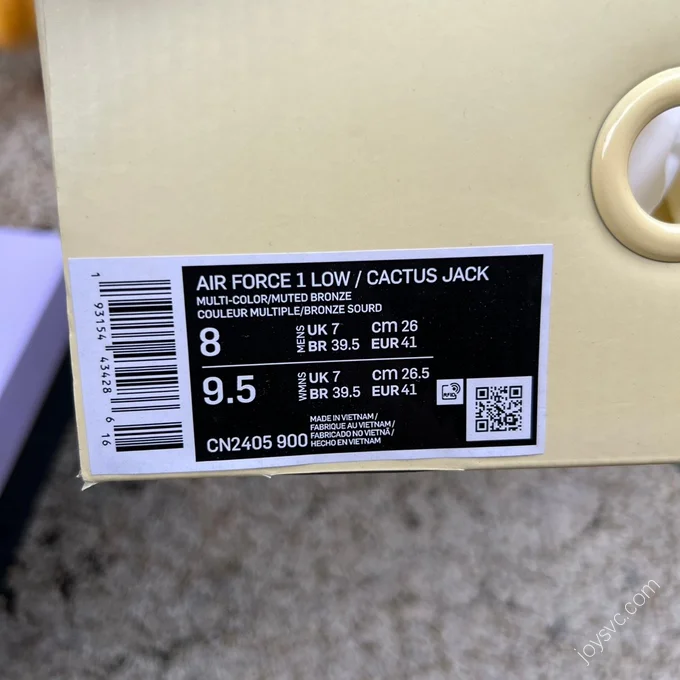 AIR FORCE 1 LOW / CACTUS JACK
MULTI-COLOR/MUTED BRONZE
COULEUR MULTIPLE/BRONZE SOURD
8 MENS UK 7 cm 26
BR 39.5 EUR 41
9.5 WMNS UK 7 cm 26.5
BR 39.5 EUR 41
RFID
CN2405 900
MADE IN VIETNAM /
FABRIQUE AU VIETNAM /
FABRICADO NO VIETNÃ /
HECHO EN VIETNAM
1 93154 43428 6 16
joysvc.com